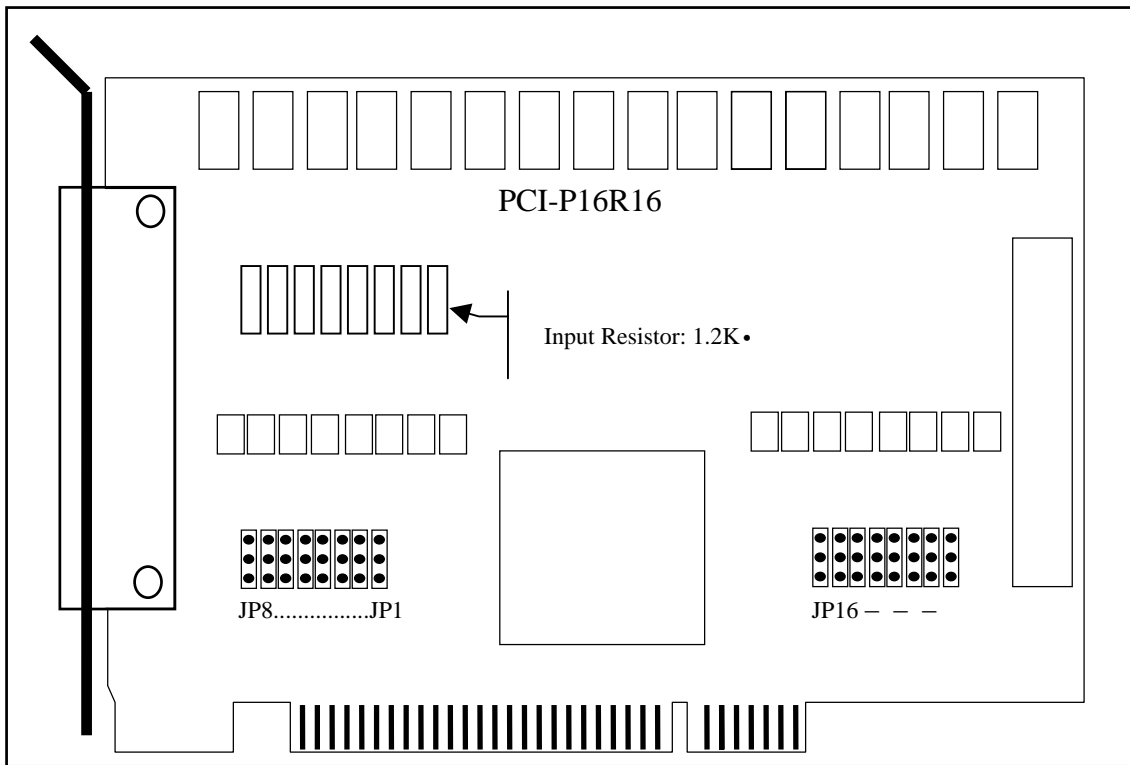 PCI-P16R16
Input Resistor: 1.2K•
JP8...............JP1
JP16 — — —